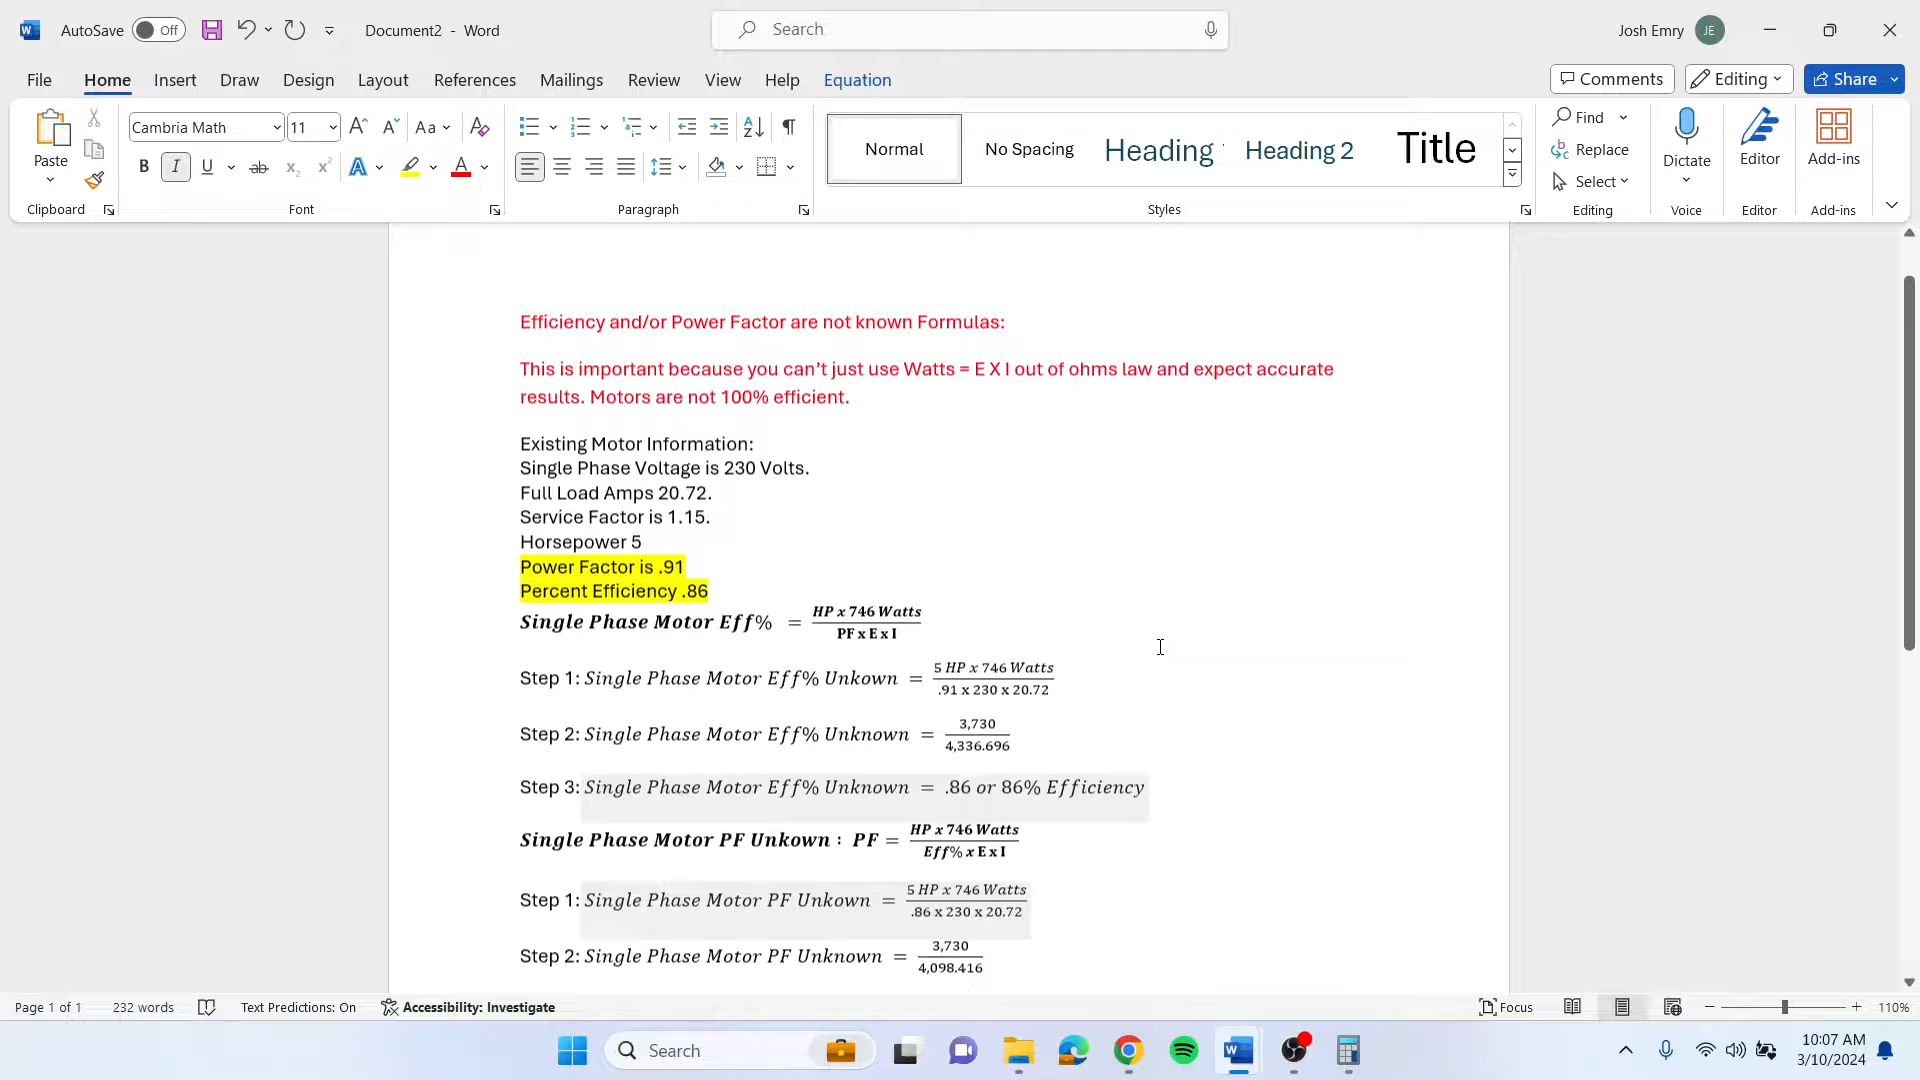 AutoSave Off Document2 - Word Search Josh Emry JE
File Home Insert Draw Design Layout References Mailings Review View Help Equation Comments Editing Share
Paste Cambria Math 11 Aa Normal No Spacing Heading Heading 2 Title Find Replace Select Dictate Editor Add-ins
B I U ab x₂ x² A A
Clipboard Font Paragraph Styles Editing Voice Editor Add-ins
Efficiency and/or Power Factor are not known Formulas:
This is important because you can’t just use Watts = E X I out of ohms law and expect accurate
results. Motors are not 100% efficient.
Existing Motor Information:
Single Phase Voltage is 230 Volts.
Full Load Amps 20.72.
Service Factor is 1.15.
Horsepower 5
Power Factor is .91
Percent Efficiency .86
Single Phase Motor Eff% = HP x 746 Watts / PF x E x I
Step 1: Single Phase Motor Eff% Unkown = 5 HP x 746 Watts / .91 x 230 x 20.72
Step 2: Single Phase Motor Eff% Unknown = 3,730 / 4,336.696
Step 3: Single Phase Motor Eff% Unknown = .86 or 86% Efficiency
Single Phase Motor PF Unkown : PF = HP x 746 Watts / Eff% x E x I
Step 1: Single Phase Motor PF Unkown = 5 HP x 746 Watts / .86 x 230 x 20.72
Step 2: Single Phase Motor PF Unknown = 3,730 / 4,098.416
Page 1 of 1 232 words Text Predictions: On Accessibility: Investigate Focus 110%
Search 10:07 AM
3/10/2024